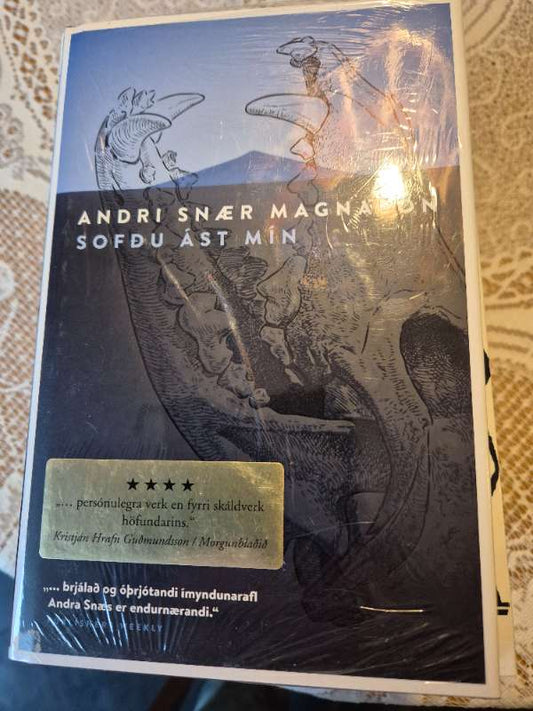 ANDRI SNÆR MAGNASON
SOFÐU ÁST MÍN
★★★★
„... persónulegra verk en fyrri skáldverk
höfundarins.“
Kristján Hrafn Guðmundsson / Morgunblaðið
„... brjálað og óþrjótandi ímyndunarafl
Andra Snæs er endurnærandi.“
WEEKLY